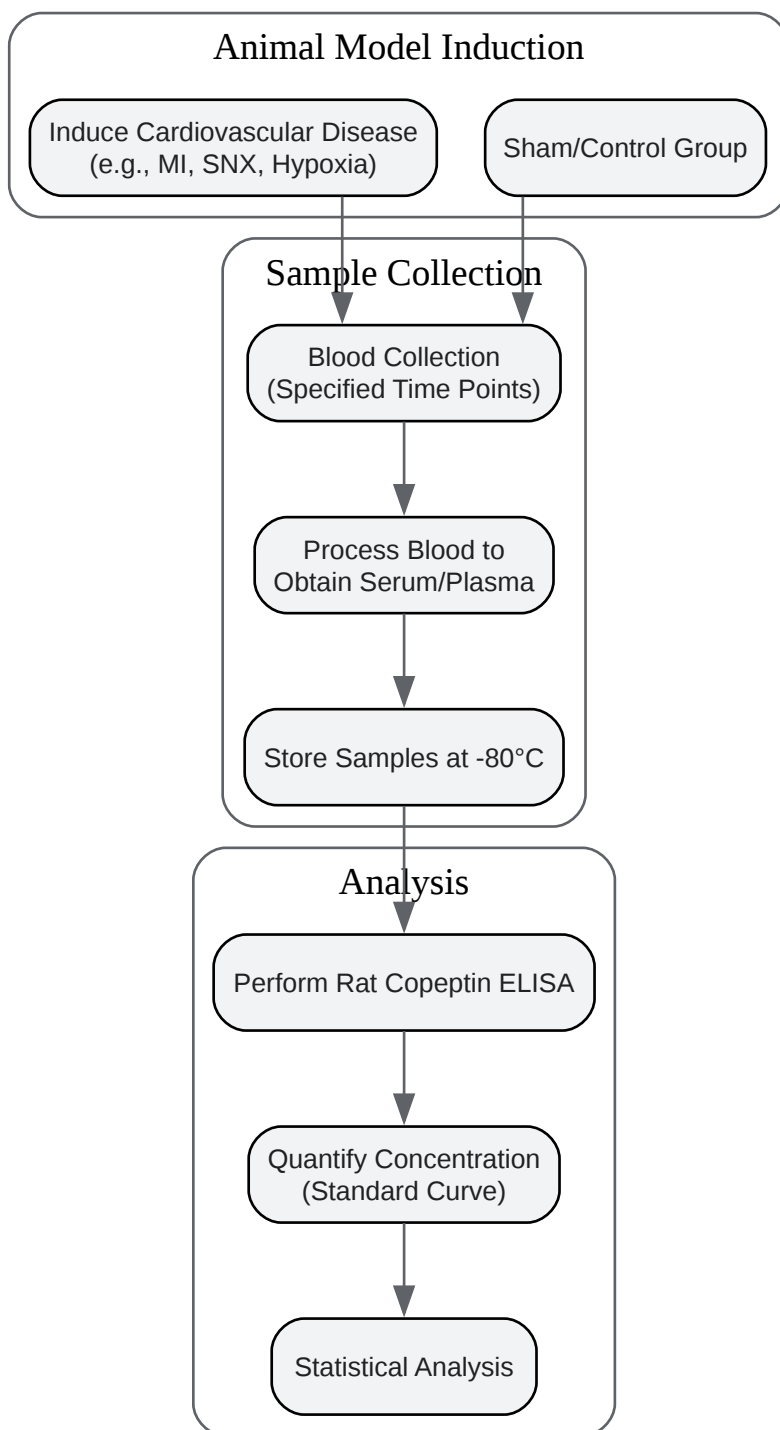 Animal Model Induction
Induce Cardiovascular Disease
(e.g., MI, SNX, Hypoxia)
Sham/Control Group
Sample Collection
Blood Collection
(Specified Time Points)
Process Blood to
Obtain Serum/Plasma
Store Samples at -80°C
Analysis
Perform Rat Copeptin ELISA
Quantify Concentration
(Standard Curve)
Statistical Analysis